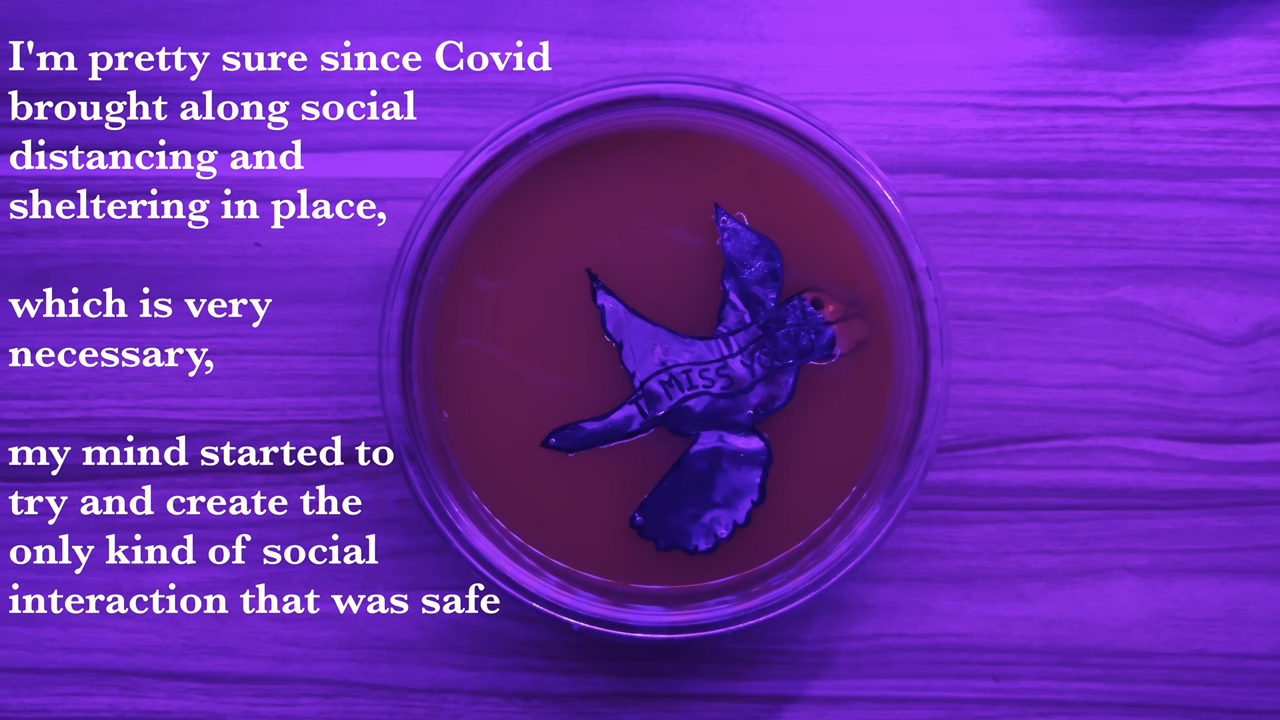 I'm pretty sure since Covid
brought along social
distancing and
sheltering in place,
which is very
necessary,
my mind started to
try and create the
only kind of social
interaction that was safe
I MISS